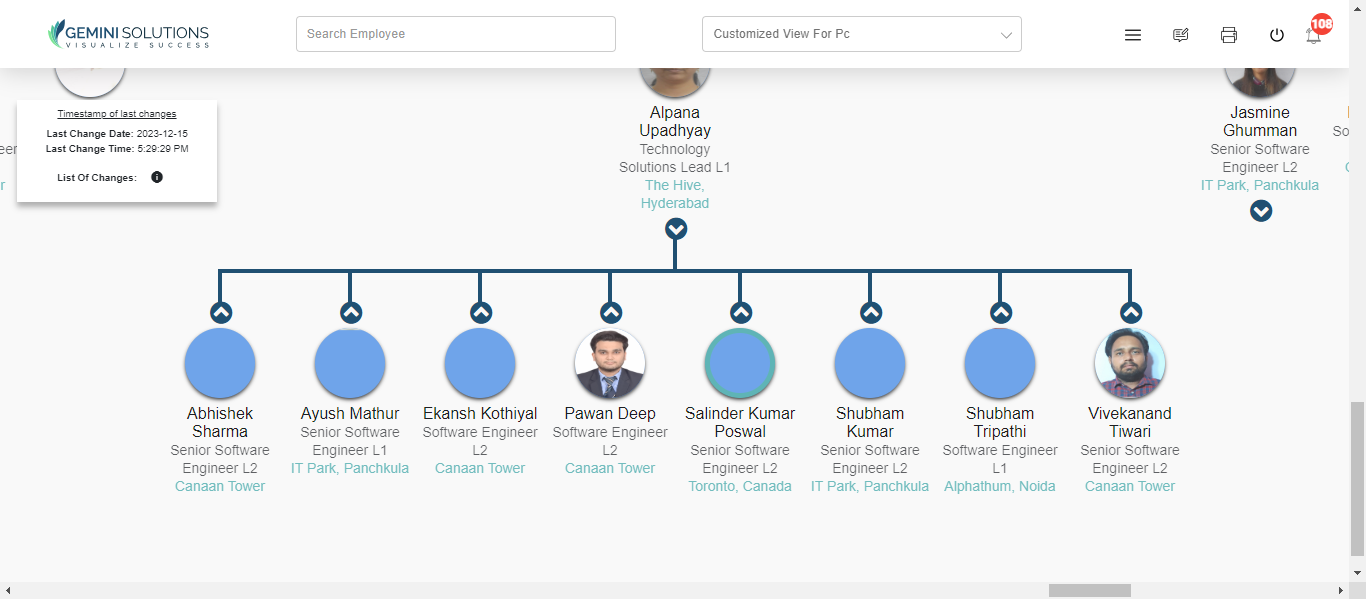 GEMINI SOLUTIONS
VISUALIZE SUCCESS
Search Employee
Customized View For Pc
108
Timestamp of last changes
Last Change Date: 2023-12-15
Last Change Time: 5:29:29 PM
List Of Changes:
Alpana
Upadhyay
Technology
Solutions Lead L1
The Hive,
Hyderabad
Jasmine
Ghumman
Senior Software
Engineer L2
IT Park, Panchkula
Abhishek
Sharma
Senior Software
Engineer L2
Canaan Tower
Ayush Mathur
Senior Software
Engineer L1
IT Park, Panchkula
Ekansh Kothiyal
Software Engineer
L2
Canaan Tower
Pawan Deep
Software Engineer
L2
Canaan Tower
Salinder Kumar
Poswal
Senior Software
Engineer L2
Toronto, Canada
Shubham
Kumar
Senior Software
Engineer L2
IT Park, Panchkula
Shubham
Tripathi
Software Engineer
L1
Alphathum, Noida
Vivekanand
Tiwari
Senior Software
Engineer L2
Canaan Tower